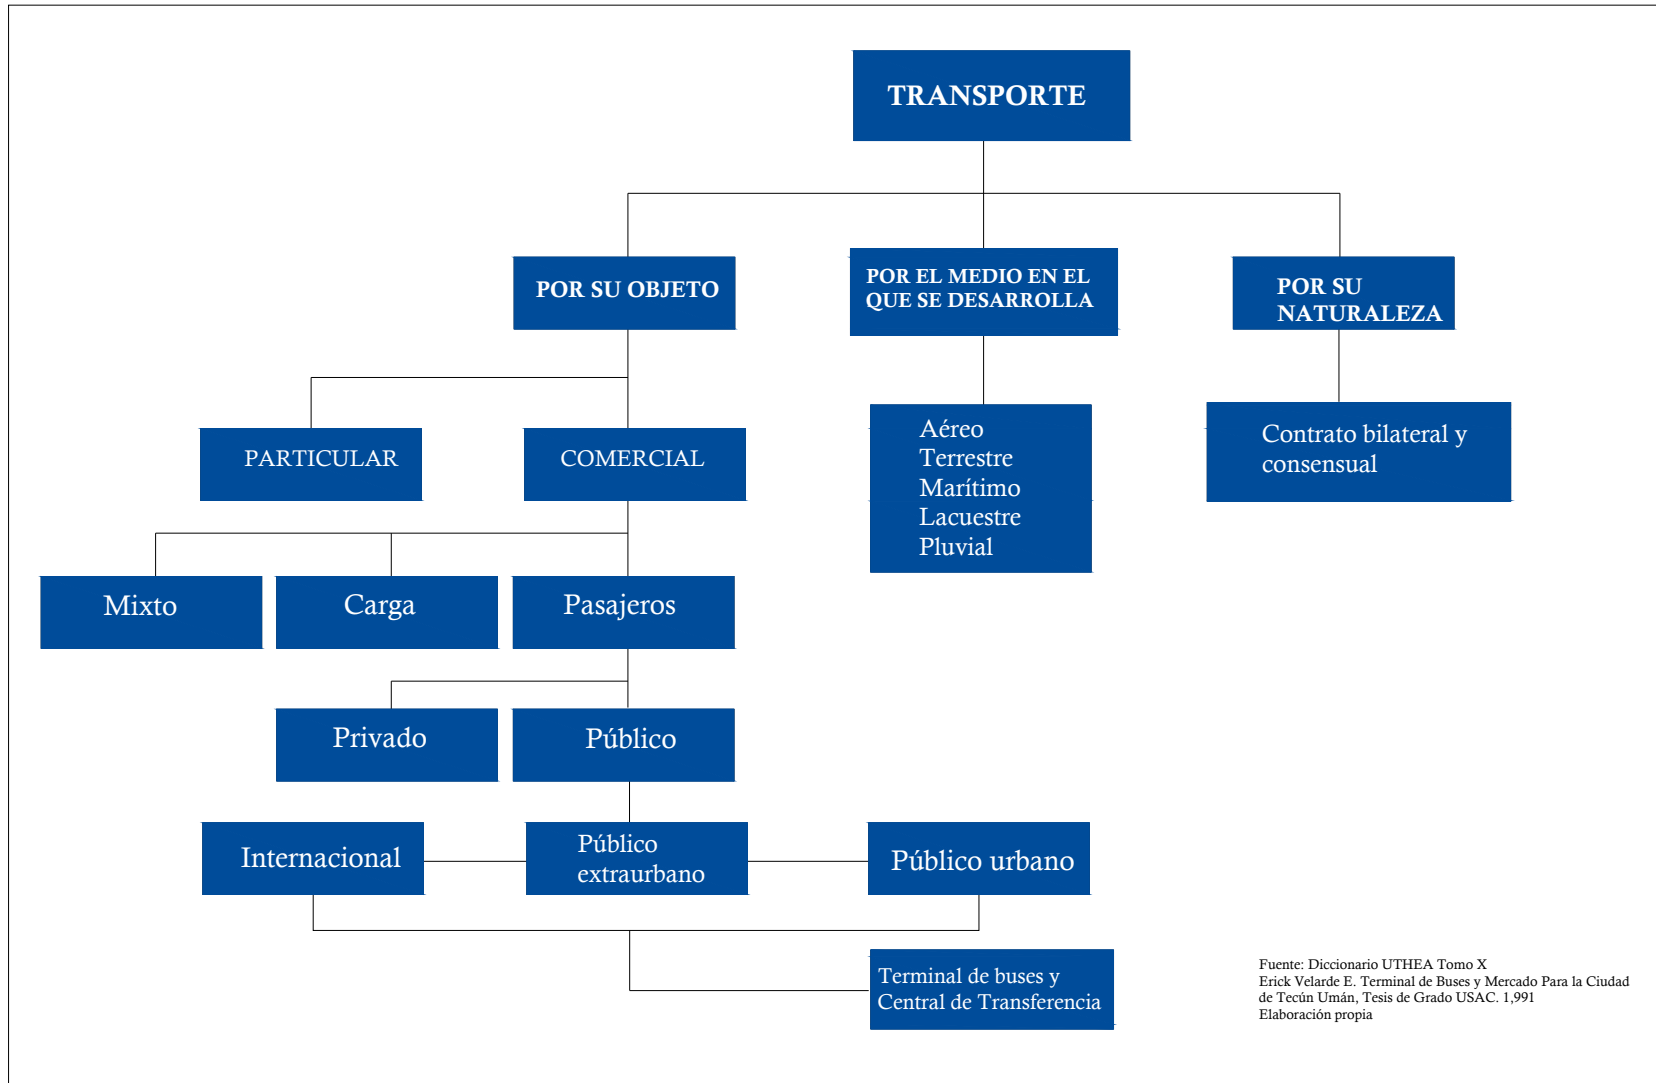 TRANSPORTE
POR SU OBJETO
POR EL MEDIO EN EL
QUE SE DESARROLLA
POR SU
NATURALEZA
PARTICULAR
COMERCIAL
Aéreo
Terrestre
Marítimo
Lacuestre
Pluvial
Contrato bilateral y
consensual
Mixto
Carga
Pasajeros
Privado
Público
Internacional
Público
extraurbano
Público urbano
Terminal de buses y
Central de Transferencia
Fuente: Diccionario UTHEA Tomo X
Erick Velarde E. Terminal de Buses y Mercado Para la Ciudad
de Tecún Umán, Tesis de Grado USAC. 1,991
Elaboración propia